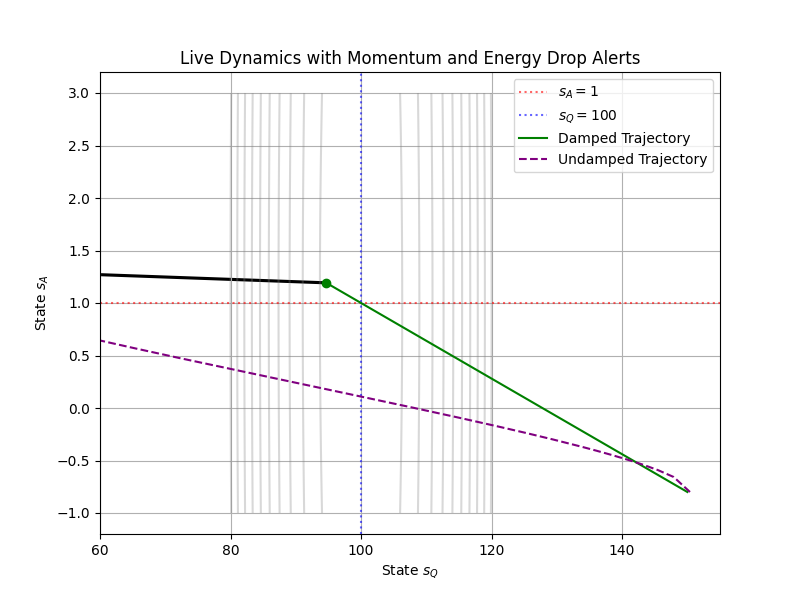 Live Dynamics with Momentum and Energy Drop Alerts
3.0
2.5
2.0
1.5
1.0
0.5
0.0
−0.5
−1.0
State s_A
s_A = 1
s_Q = 100
Damped Trajectory
Undamped Trajectory
60
80
100
120
140
State s_Q